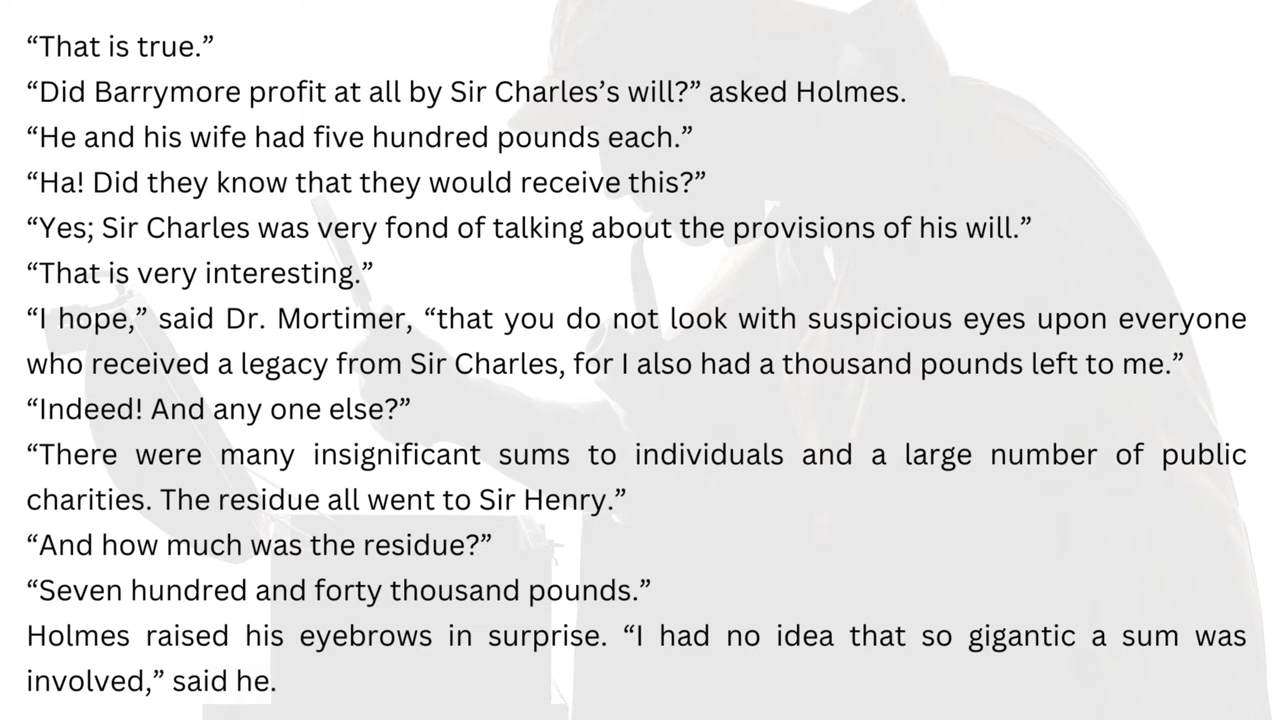 “That is true.”
“Did Barrymore profit at all by Sir Charles’s will?” asked Holmes.
“He and his wife had five hundred pounds each.”
“Ha! Did they know that they would receive this?”
“Yes; Sir Charles was very fond of talking about the provisions of his will.”
“That is very interesting.”
“I hope,” said Dr. Mortimer, “that you do not look with suspicious eyes upon everyone
who received a legacy from Sir Charles, for I also had a thousand pounds left to me.”
“Indeed! And any one else?”
“There were many insignificant sums to individuals and a large number of public
charities. The residue all went to Sir Henry.”
“And how much was the residue?”
“Seven hundred and forty thousand pounds.”
Holmes raised his eyebrows in surprise. “I had no idea that so gigantic a sum was
involved,” said he.